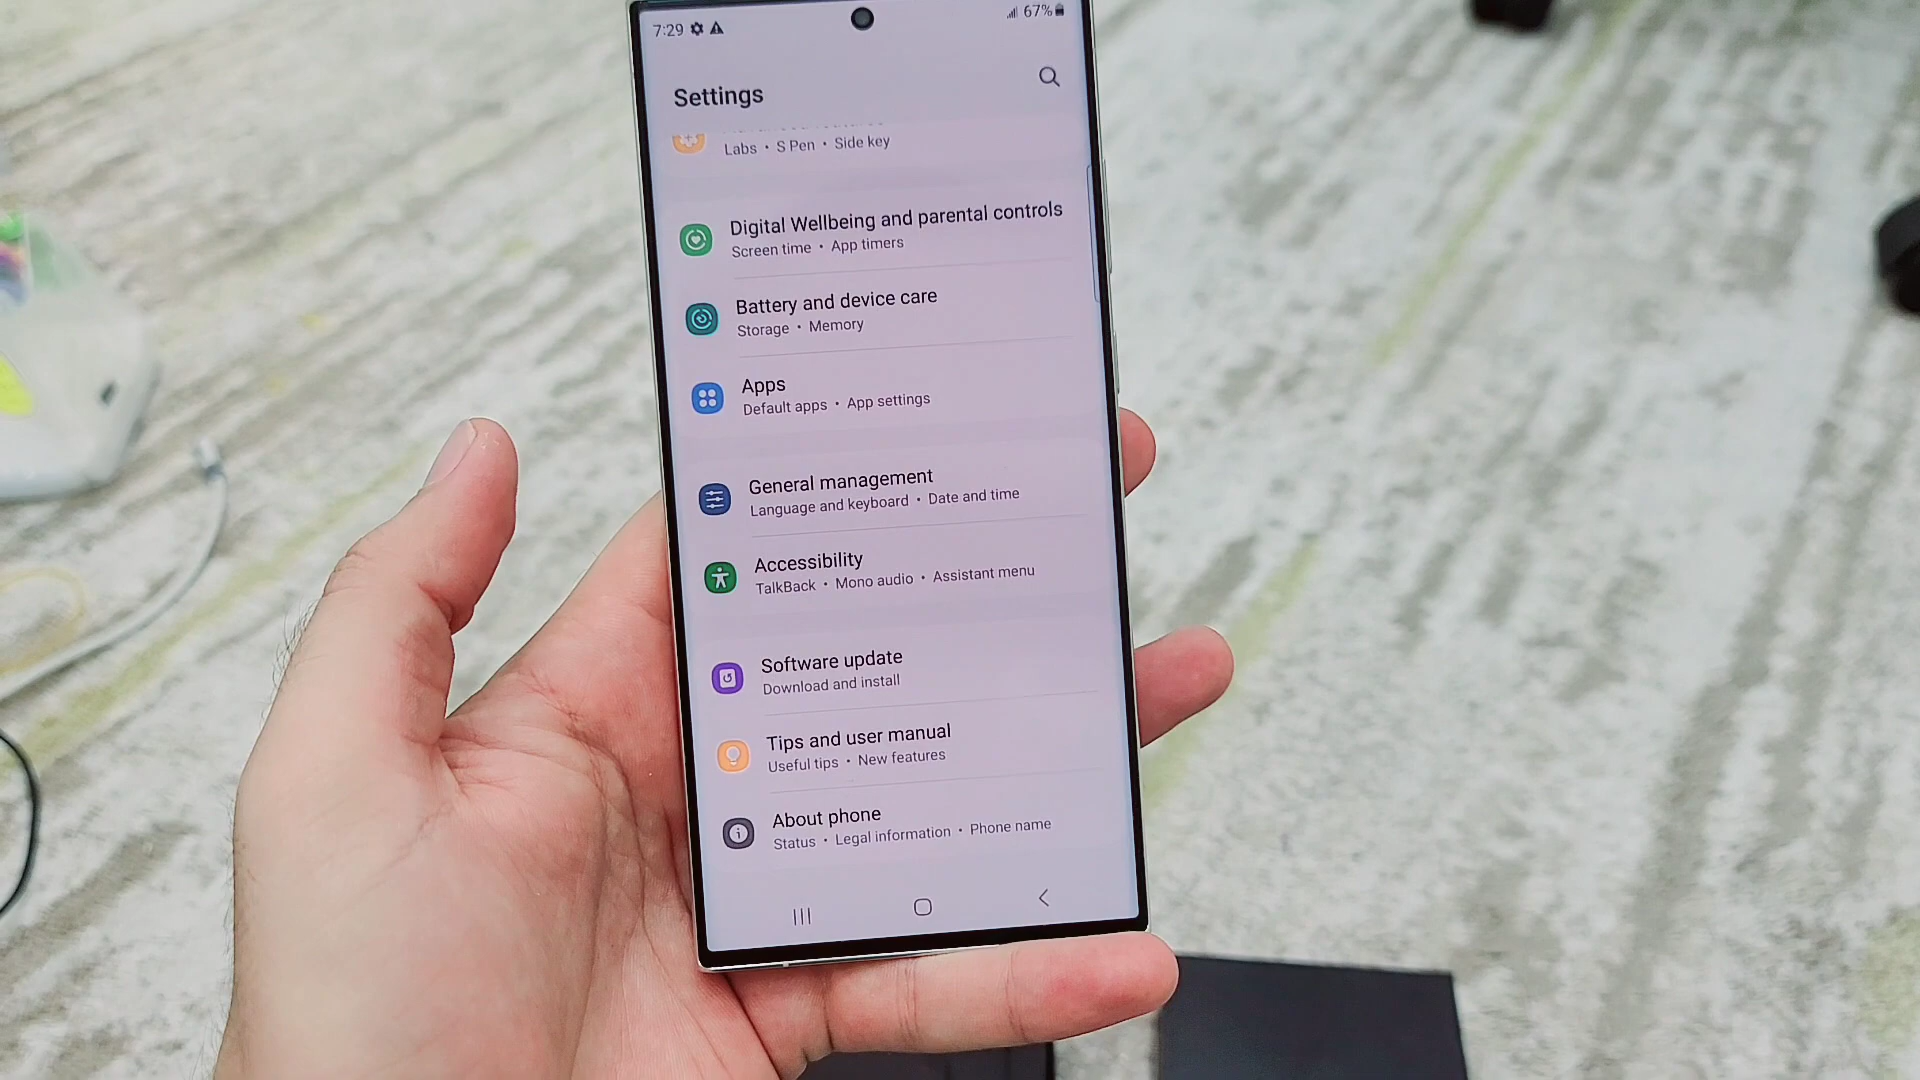 7:29 67%
Settings
Labs • S Pen • Side key
Digital Wellbeing and parental controls
Screen time • App timers
Battery and device care
Storage • Memory
Apps
Default apps • App settings
General management
Language and keyboard • Date and time
Accessibility
TalkBack • Mono audio • Assistant menu
Software update
Download and install
Tips and user manual
Useful tips • New features
About phone
Status • Legal information • Phone name